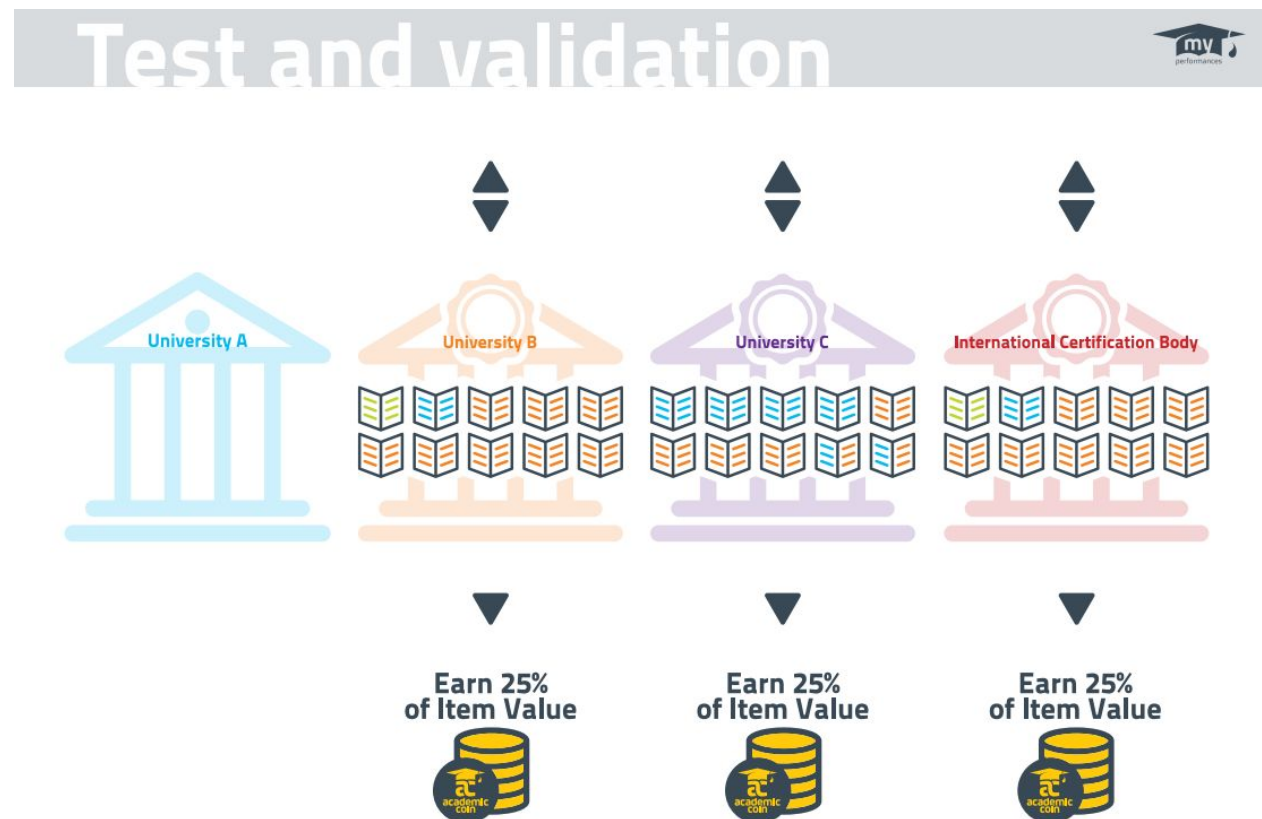 Test and validation
my
performances
University A
University B
University C
International Certification Body
Earn 25%
of Item Value
Earn 25%
of Item Value
Earn 25%
of Item Value
ac
academic
coin
ac
academic
coin
ac
academic
coin